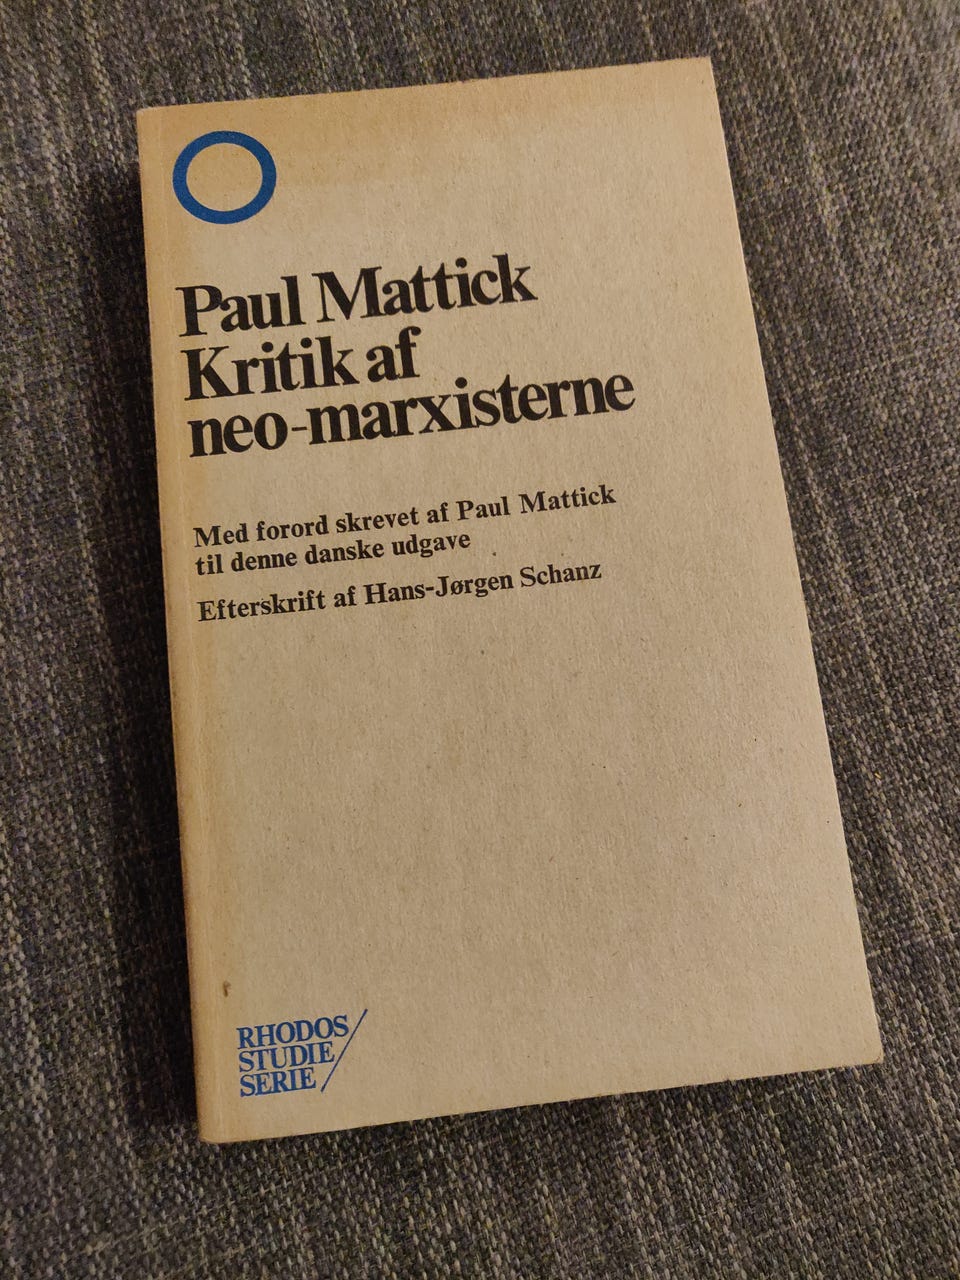 Paul Mattick
Kritik af
neo-marxisterne
Med forord skrevet af Paul Mattick
til denne danske udgave
Efterskrift af Hans-Jørgen Schanz
RHODOS
STUDIE
SERIE